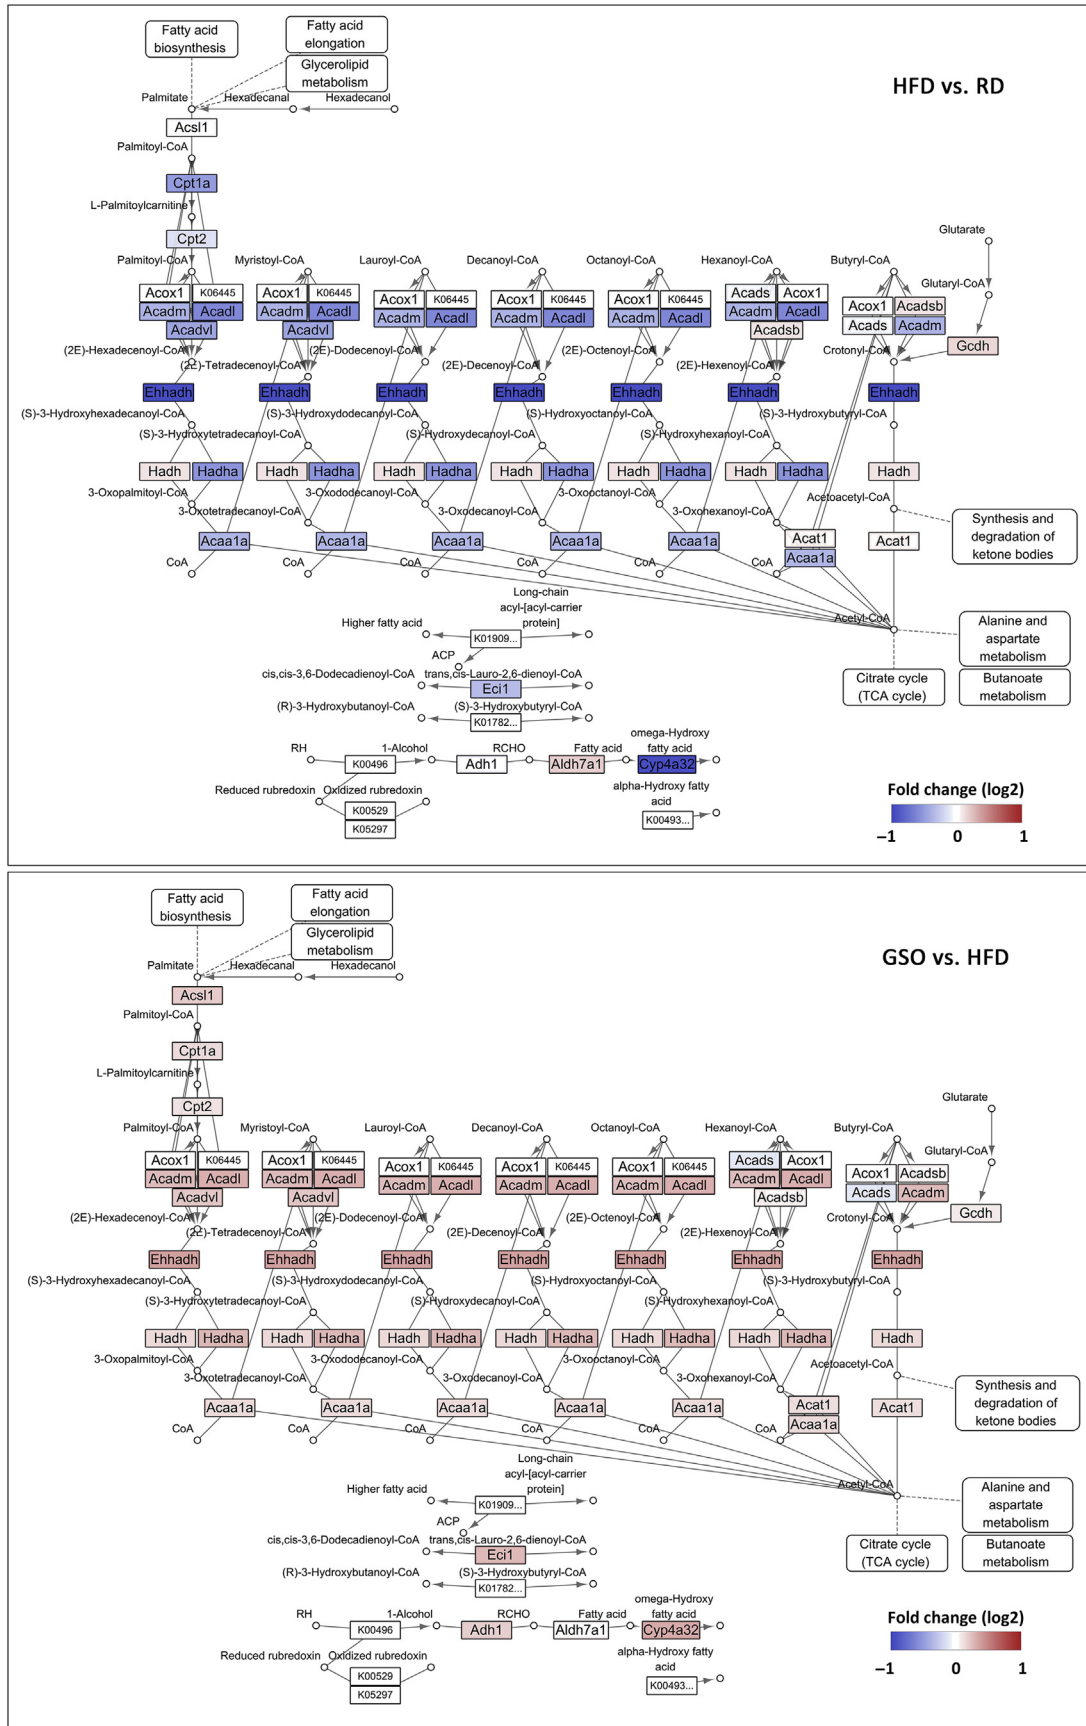 Fatty acid
biosynthesis
Fatty acid
elongation
Glycerolipid
metabolism
HFD vs. RD
Palmitate Hexadecanal Hexadecanol
Acsl1
Palmitoyl-CoA
Cpt1a
L-Palmitoylcarnitine
Cpt2
Glutarate
Palmitoyl-CoA Myristoyl-CoA Lauroyl-CoA Decanoyl-CoA Octanoyl-CoA Hexanoyl-CoA Butyryl-CoA
Glutaryl-CoA
Acox1 K06445 Acox1 K06445 Acox1 K06445 Acox1 K06445 Acox1 K06445 Acads Acox1 Acox1 Acadsb
Acadm Acadl Acadm Acadl Acadm Acadl Acadm Acadl Acadm Acadl Acadm Acadl Acads Acadm
Acadvl Acadvl Acadsb
Gcdh
(2E)-Hexadecenoyl-CoA (2E)-Dodecenoyl-CoA (2E)-Octenoyl-CoA Crotonyl-CoA
(2E)-Tetradecenoyl-CoA (2E)-Decenoyl-CoA (2E)-Hexenoyl-CoA
Ehhadh Ehhadh Ehhadh Ehhadh Ehhadh Ehhadh Ehhadh
(S)-3-Hydroxyhexadecanoyl-CoA (S)-3-Hydroxydodecanoyl-CoA (S)-Hydroxyoctanoyl-CoA (S)-3-Hydroxybutyryl-CoA
(S)-3-Hydroxytetradecanoyl-CoA (S)-Hydroxydecanoyl-CoA (S)-Hydroxyhexanoyl-CoA
Hadh Hadha Hadh Hadha Hadh Hadha Hadh Hadha Hadh Hadha Hadh Hadha Hadh
3-Oxopalmitoyl-CoA 3-Oxododecanoyl-CoA 3-Oxooctanoyl-CoA Acetoacetyl-CoA
3-Oxotetradecanoyl-CoA 3-Oxodecanoyl-CoA 3-Oxohexanoyl-CoA
Synthesis and
degradation of
ketone bodies
Acaa1a Acaa1a Acaa1a Acaa1a Acaa1a Acat1 Acat1
Acaa1a
CoA CoA CoA CoA CoA CoA
Long-chain
acyl-[acyl-carrier
protein]
Higher fatty acid
K01909...
ACP
Acetyl-CoA
Alanine and
aspartate
metabolism
Citrate cycle
(TCA cycle)
Butanoate
metabolism
cis,cis-3,6-Dodecadienoyl-CoA trans,cis-Lauro-2,6-dienoyl-CoA
Eci1
(R)-3-Hydroxybutanoyl-CoA (S)-3-Hydroxybutyryl-CoA
K01782...
omega-Hydroxy
fatty acid
RH 1-Alcohol RCHO Fatty acid
K00496 Adh1 Aldh7a1 Cyp4a32
Reduced rubredoxin Oxidized rubredoxin
alpha-Hydroxy fatty
acid
K00529
K05297
K00493...
Fold change (log2)
−1 0 1
Fatty acid
biosynthesis
Fatty acid
elongation
Glycerolipid
metabolism
GSO vs. HFD
Palmitate Hexadecanal Hexadecanol
Acsl1
Palmitoyl-CoA
Cpt1a
L-Palmitoylcarnitine
Cpt2
Glutarate
Palmitoyl-CoA Myristoyl-CoA Lauroyl-CoA Decanoyl-CoA Octanoyl-CoA Hexanoyl-CoA Butyryl-CoA
Glutaryl-CoA
Acox1 K06445 Acox1 K06445 Acox1 K06445 Acox1 K06445 Acox1 K06445 Acads Acox1 Acox1 Acadsb
Acadm Acadl Acadm Acadl Acadm Acadl Acadm Acadl Acadm Acadl Acadm Acadl Acads Acadm
Acadvl Acadvl Acadsb
Gcdh
(2E)-Hexadecenoyl-CoA (2E)-Dodecenoyl-CoA (2E)-Octenoyl-CoA Crotonyl-CoA
(2E)-Tetradecenoyl-CoA (2E)-Decenoyl-CoA (2E)-Hexenoyl-CoA
Ehhadh Ehhadh Ehhadh Ehhadh Ehhadh Ehhadh Ehhadh
(S)-3-Hydroxyhexadecanoyl-CoA (S)-3-Hydroxydodecanoyl-CoA (S)-Hydroxyoctanoyl-CoA (S)-3-Hydroxybutyryl-CoA
(S)-3-Hydroxytetradecanoyl-CoA (S)-Hydroxydecanoyl-CoA (S)-Hydroxyhexanoyl-CoA
Hadh Hadha Hadh Hadha Hadh Hadha Hadh Hadha Hadh Hadha Hadh Hadha Hadh
3-Oxopalmitoyl-CoA 3-Oxododecanoyl-CoA 3-Oxooctanoyl-CoA Acetoacetyl-CoA
3-Oxotetradecanoyl-CoA 3-Oxodecanoyl-CoA 3-Oxohexanoyl-CoA
Synthesis and
degradation of
ketone bodies
Acaa1a Acaa1a Acaa1a Acaa1a Acaa1a Acat1 Acat1
Acaa1a
CoA CoA CoA CoA CoA CoA
Long-chain
acyl-[acyl-carrier
protein]
Higher fatty acid
K01909...
ACP
Acetyl-CoA
Alanine and
aspartate
metabolism
Citrate cycle
(TCA cycle)
Butanoate
metabolism
cis,cis-3,6-Dodecadienoyl-CoA trans,cis-Lauro-2,6-dienoyl-CoA
Eci1
(R)-3-Hydroxybutanoyl-CoA (S)-3-Hydroxybutyryl-CoA
K01782...
omega-Hydroxy
fatty acid
RH 1-Alcohol RCHO Fatty acid
K00496 Adh1 Aldh7a1 Cyp4a32
Reduced rubredoxin Oxidized rubredoxin
alpha-Hydroxy fatty
acid
K00529
K05297
K00493...
Fold change (log2)
−1 0 1